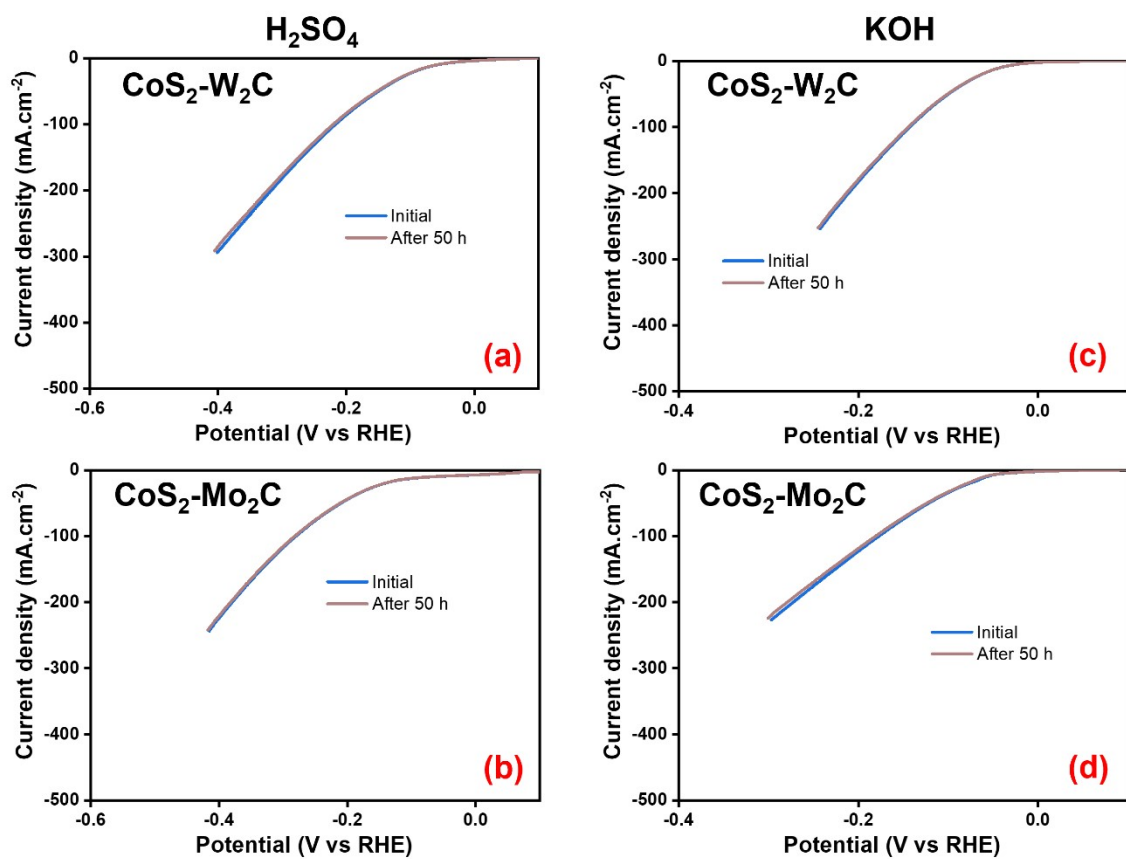 H₂SO₄
KOH
CoS₂-W₂C
Current density (mA.cm⁻²)
0
-100
-200
-300
-400
-500
Initial
After 50 h
(a)
-0.6
-0.4
-0.2
0.0
Potential (V vs RHE)
CoS₂-W₂C
Current density (mA.cm⁻²)
0
-100
-200
-300
-400
-500
Initial
After 50 h
(c)
-0.4
-0.2
0.0
Potential (V vs RHE)
CoS₂-Mo₂C
Current density (mA.cm⁻²)
0
-100
-200
-300
-400
-500
Initial
After 50 h
(b)
-0.6
-0.4
-0.2
0.0
Potential (V vs RHE)
CoS₂-Mo₂C
Current density (mA.cm⁻²)
0
-100
-200
-300
-400
-500
Initial
After 50 h
(d)
-0.4
-0.2
0.0
Potential (V vs RHE)